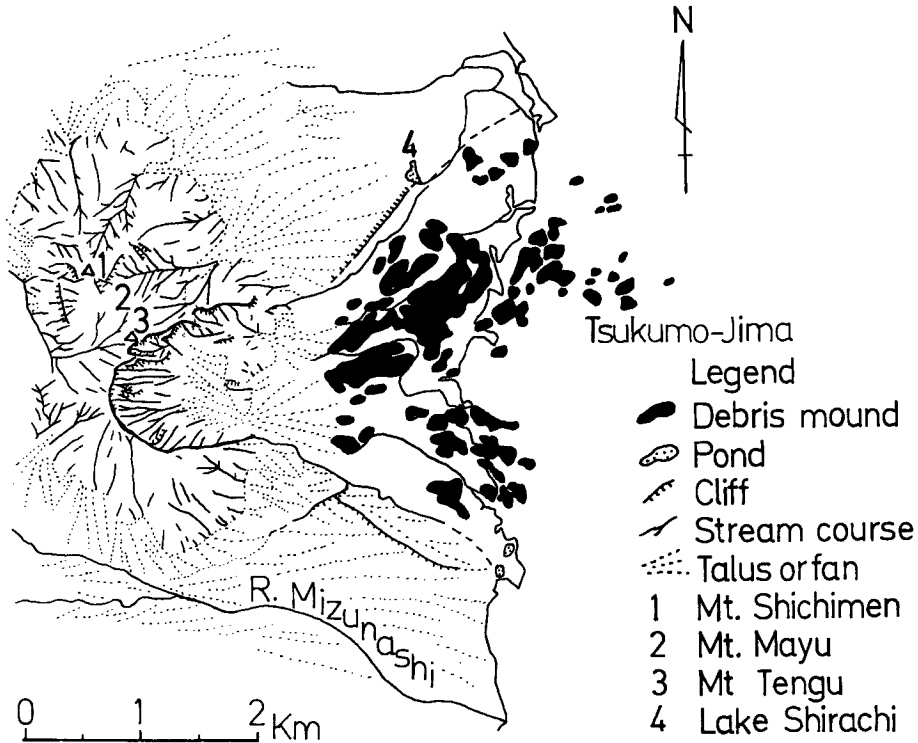 N
4
1
2
3
Tsukumo-Jima
Legend
Debris mound
Pond
Cliff
Stream course
Talus or fan
1 Mt. Shichimen
2 Mt. Mayu
3 Mt Tengu
4 Lake Shirachi
R. Mizunashi
0 1 2 Km